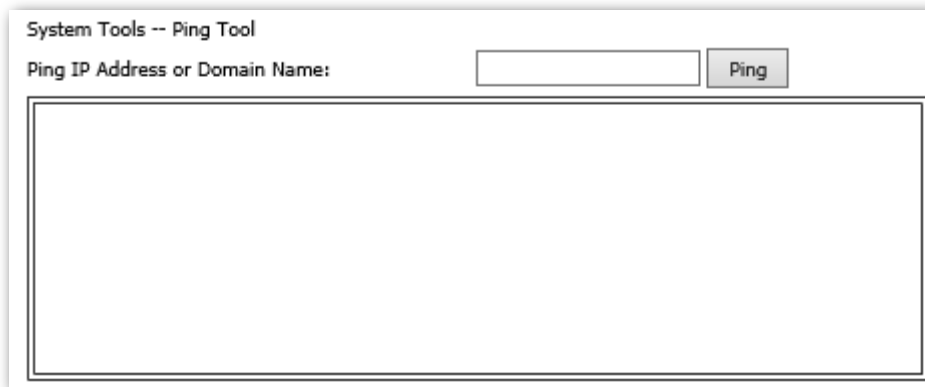 System Tools -- Ping Tool
Ping IP Address or Domain Name: Ping